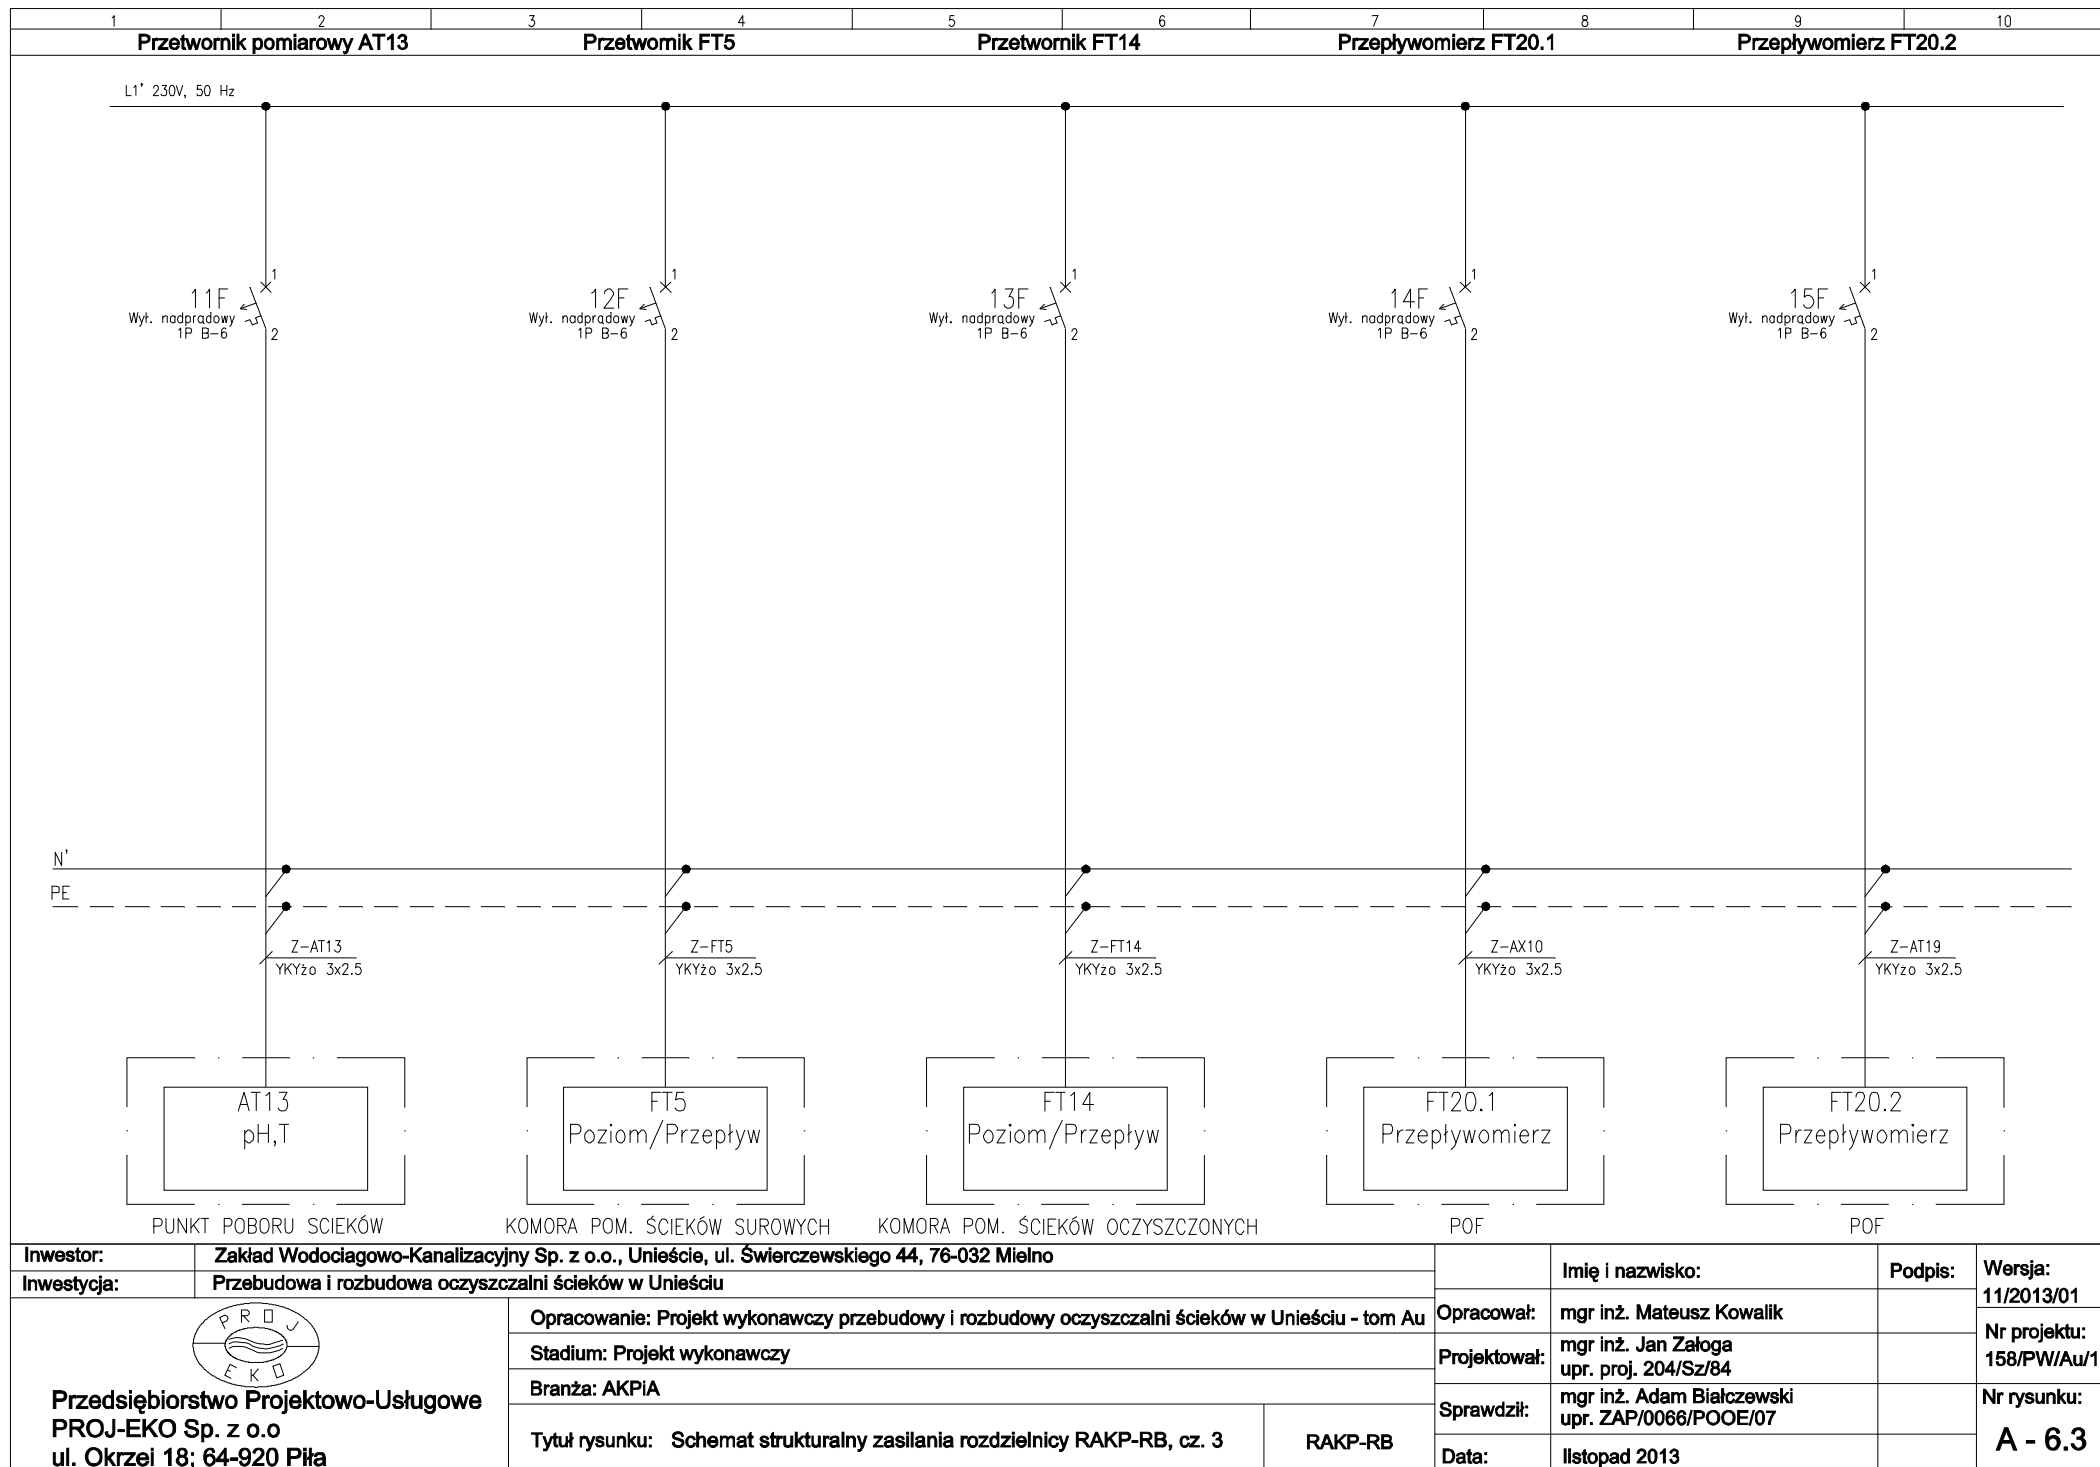 1 2 3 4 5 6 7 8 9 10
Przetwornik pomiarowy AT13 Przetwornik FT5 Przetwornik FT14 Przepływomierz FT20.1 Przepływomierz FT20.2
L1' 230V, 50 Hz
1 1 1 1 1
11F 12F 13F 14F 15F
Wył. nadprądowy Wył. nadprądowy Wył. nadprądowy Wył. nadprądowy Wył. nadprądowy
1P B-6 2 1P B-6 2 1P B-6 2 1P B-6 2 1P B-6 2
N'
PE
Z-AT13 Z-FT5 Z-FT14 Z-AX10 Z-AT19
YKYżo 3x2.5 YKYżo 3x2.5 YKYżo 3x2.5 YKYżo 3x2.5 YKYżo 3x2.5
AT13 FT5 FT14 FT20.1 FT20.2
pH,T Poziom/Przepływ Poziom/Przepływ Przepływomierz Przepływomierz
PUNKT POBORU SCIEKÓW KOMORA POM. ŚCIEKÓW SUROWYCH KOMORA POM. ŚCIEKÓW OCZYSZCZONYCH POF POF
Inwestor: Zakład Wodociagowo-Kanalizacyjny Sp. z o.o., Unieście, ul. Świerczewskiego 44, 76-032 Mielno
Inwestycja: Przebudowa i rozbudowa oczyszczalni ścieków w Unieściu
PROJ
EKO
Przedsiębiorstwo Projektowo-Usługowe
PROJ-EKO Sp. z o.o
ul. Okrzei 18; 64-920 Piła
Opracowanie: Projekt wykonawczy przebudowy i rozbudowy oczyszczalni ścieków w Unieściu - tom Au
Stadium: Projekt wykonawczy
Branża: AKPiA
Tytuł rysunku: Schemat strukturalny zasilania rozdzielnicy RAKP-RB, cz. 3
RAKP-RB
Imię i nazwisko: Podpis:
Opracował: mgr inż. Mateusz Kowalik
Projektował: mgr inż. Jan Załoga
upr. proj. 204/Sz/84
Sprawdził: mgr inż. Adam Białczewski
upr. ZAP/0066/POOE/07
Data: listopad 2013
Wersja:
11/2013/01
Nr projektu:
158/PW/Au/1
Nr rysunku:
A - 6.3